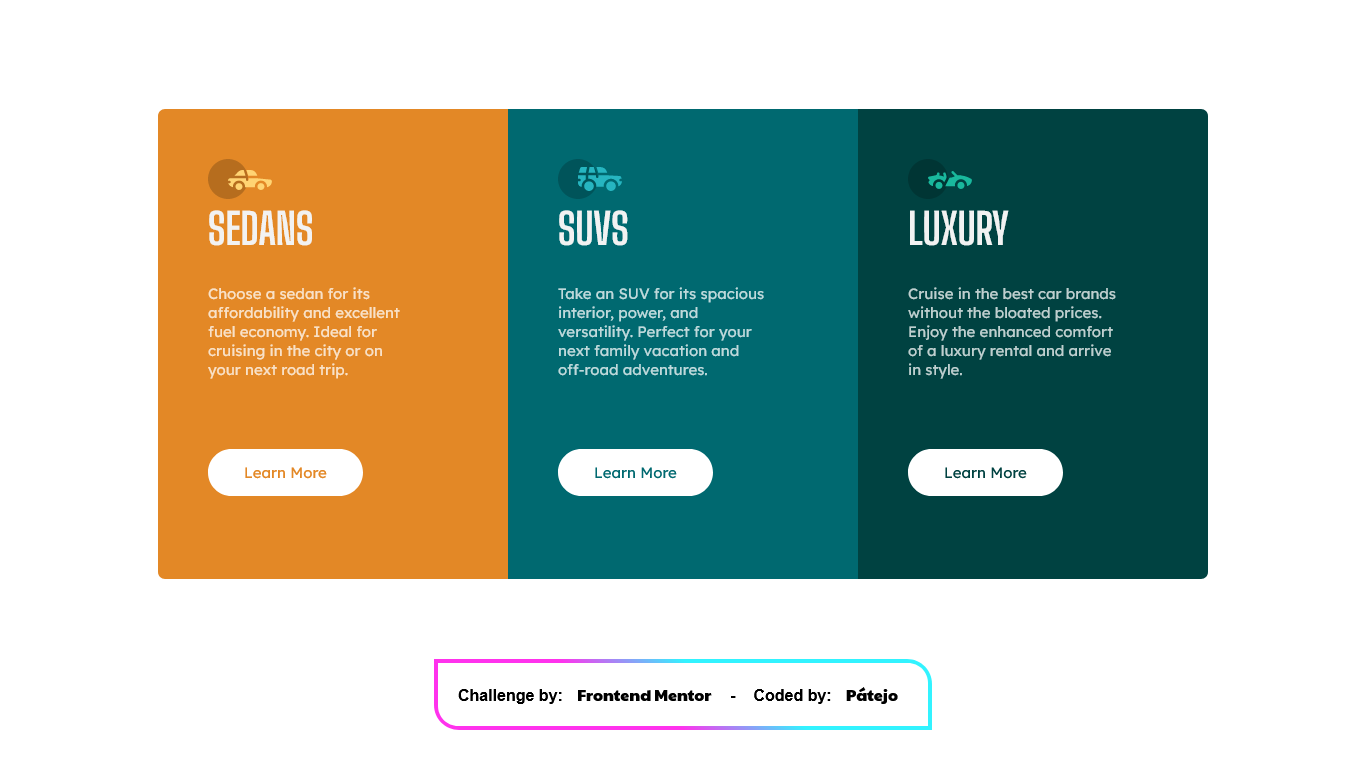 SEDANS
Choose a sedan for its
affordability and excellent
fuel economy. Ideal for
cruising in the city or on
your next road trip.
Learn More
SUVS
Take an SUV for its spacious
interior, power, and
versatility. Perfect for your
next family vacation and
off-road adventures.
Learn More
LUXURY
Cruise in the best car brands
without the bloated prices.
Enjoy the enhanced comfort
of a luxury rental and arrive
in style.
Learn More
Challenge by: Frontend Mentor - Coded by: Pátejo